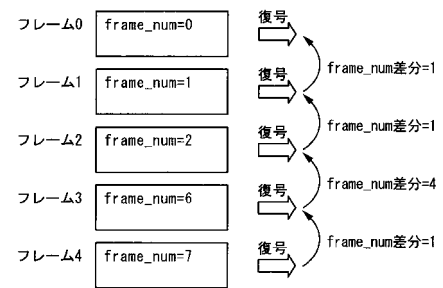 フレーム0 frame_num=0 復号
frame_num差分=1
フレーム1 frame_num=1 復号
frame_num差分=1
フレーム2 frame_num=2 復号
frame_num差分=4
フレーム3 frame_num=6 復号
frame_num差分=1
フレーム4 frame_num=7 復号